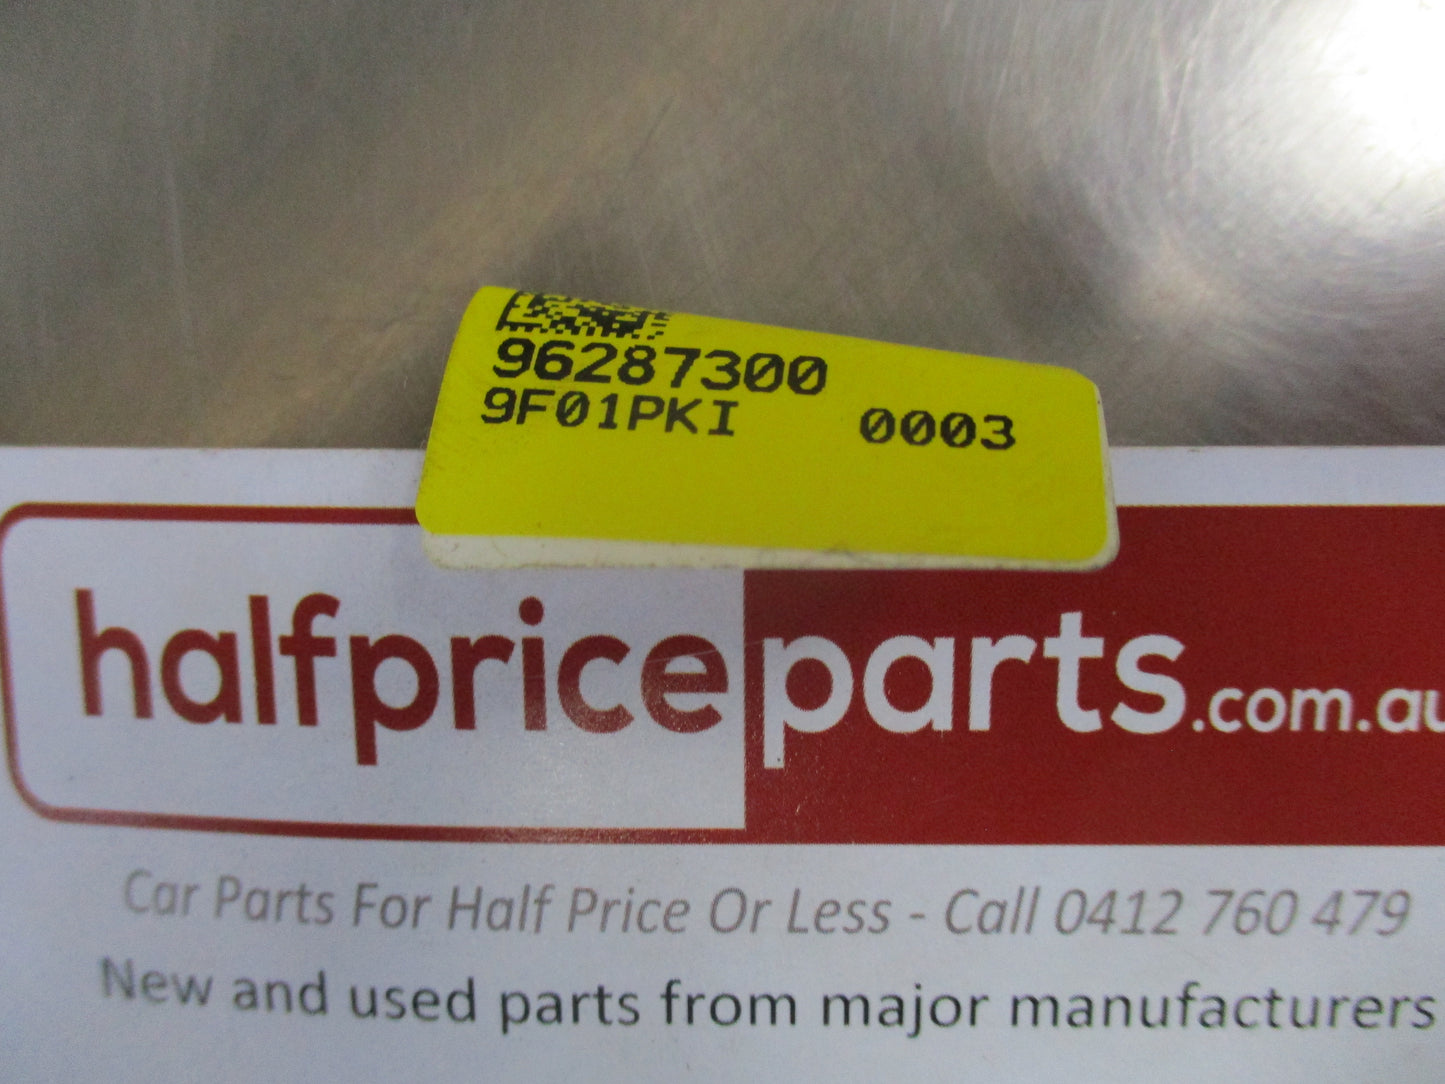 96287300
9F01PKI 0003
halfpriceparts.com.au
Car Parts For Half Price Or Less - Call 0412 760 479
New and used parts from major manufacturers